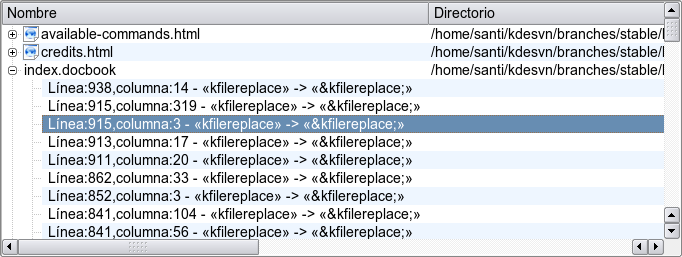 Nombre Directorio
available-commands.html /home/santi/kdesvn/branches/stable/
credits.html /home/santi/kdesvn/branches/stable/
index.docbook /home/santi/kdesvn/branches/stable/
Línea:938,columna:14 - «kfilereplace» -> «&kfilereplace;»
Línea:915,columna:319 - «kfilereplace» -> «&kfilereplace;»
Línea:915,columna:3 - «kfilereplace» -> «&kfilereplace;»
Línea:913,columna:17 - «kfilereplace» -> «&kfilereplace;»
Línea:911,columna:20 - «kfilereplace» -> «&kfilereplace;»
Línea:862,columna:33 - «kfilereplace» -> «&kfilereplace;»
Línea:852,columna:3 - «kfilereplace» -> «&kfilereplace;»
Línea:841,columna:104 - «kfilereplace» -> «&kfilereplace;»
Línea:841,columna:56 - «kfilereplace» -> «&kfilereplace;»